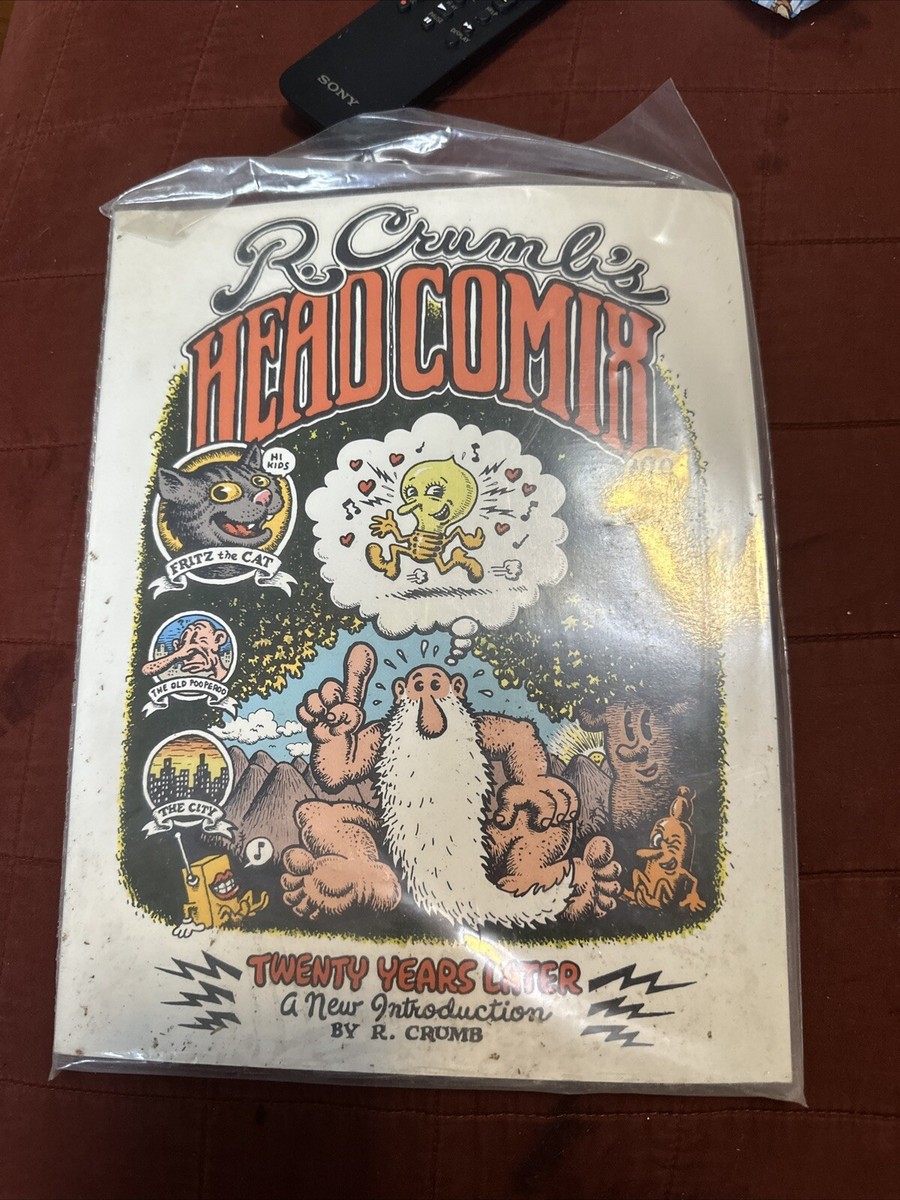 SONY
R. Crumb's
HEAD COMIX
HI
KIDS
FRITZ the CAT
THE OLD POOPEROO
THE CITY
TWENTY YEARS LATER
A New Introduction
BY R. CRUMB